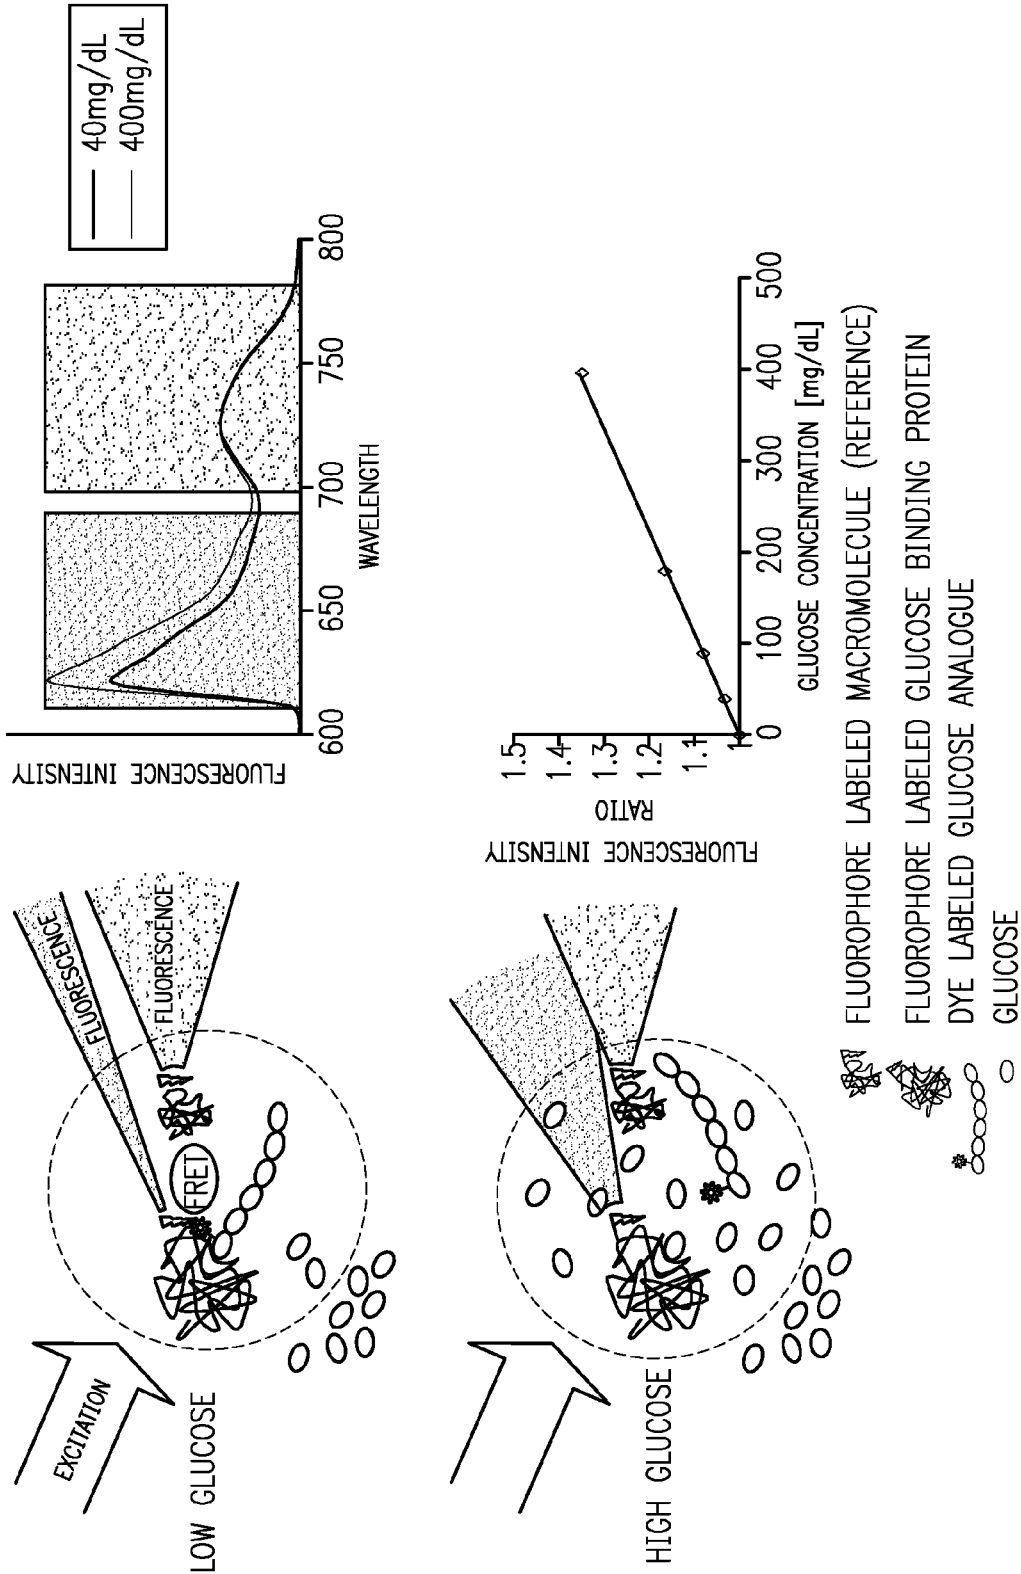 EXCITATION
LOW GLUCOSE
FRET
FLUORESCENCE
FLUORESCENCE
FLUORESCENCE INTENSITY
600
650
700
750
800
WAVELENGTH
40mg/dL
400mg/dL
HIGH GLUCOSE
FLUORESCENCE INTENSITY
RATIO
1.5
1.4
1.3
1.2
1.1
1
0
100
200
300
400
500
GLUCOSE CONCENTRATION [mg/dL]
FLUOROPHORE LABELED MACROMOLECULE (REFERENCE)
FLUOROPHORE LABELED GLUCOSE BINDING PROTEIN
DYE LABELED GLUCOSE ANALOGUE
GLUCOSE